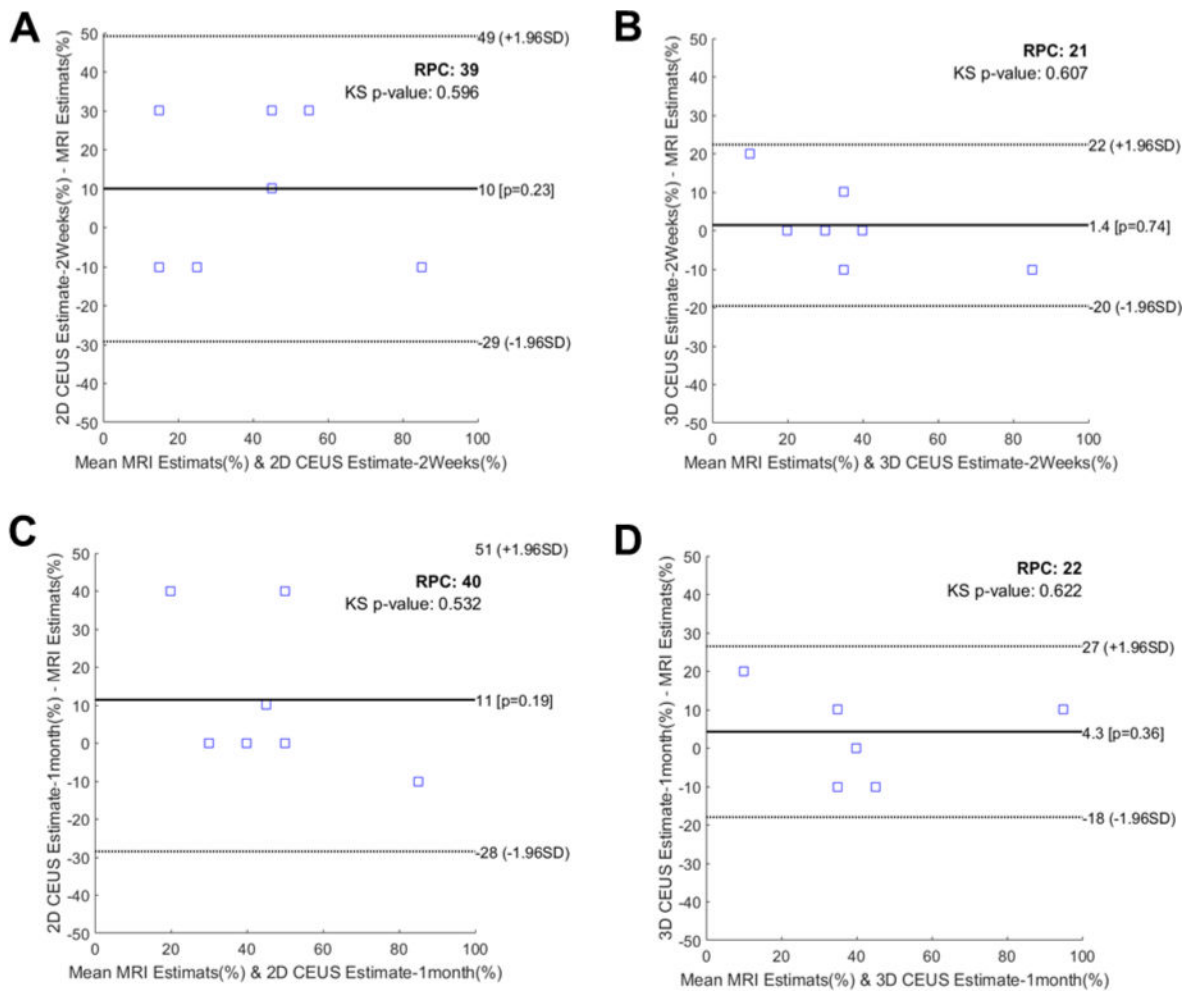 A
2D CEUS Estimate-2Weeks(%) - MRI Estimats(%)
50
40
30
20
10
0
-10
-20
-30
-40
-50
49 (+1.96SD)
RPC: 39
KS p-value: 0.596
10 [p=0.23]
-29 (-1.96SD)
0 20 40 60 80 100
Mean MRI Estimats(%) & 2D CEUS Estimate-2Weeks(%)
B
3D CEUS Estimate-2Weeks(%) - MRI Estimats(%)
50
40
30
20
10
0
-10
-20
-30
-40
-50
RPC: 21
KS p-value: 0.607
22 (+1.96SD)
1.4 [p=0.74]
-20 (-1.96SD)
0 20 40 60 80 100
Mean MRI Estimats(%) & 3D CEUS Estimate-2Weeks(%)
C
2D CEUS Estimate-1month(%) - MRI Estimats(%)
50
40
30
20
10
0
-10
-20
-30
-40
-50
51 (+1.96SD)
RPC: 40
KS p-value: 0.532
11 [p=0.19]
-28 (-1.96SD)
0 20 40 60 80 100
Mean MRI Estimats(%) & 2D CEUS Estimate-1month(%)
D
3D CEUS Estimate-1month(%) - MRI Estimats(%)
50
40
30
20
10
0
-10
-20
-30
-40
-50
RPC: 22
KS p-value: 0.622
27 (+1.96SD)
4.3 [p=0.36]
-18 (-1.96SD)
0 20 40 60 80 100
Mean MRI Estimats(%) & 3D CEUS Estimate-1month(%)